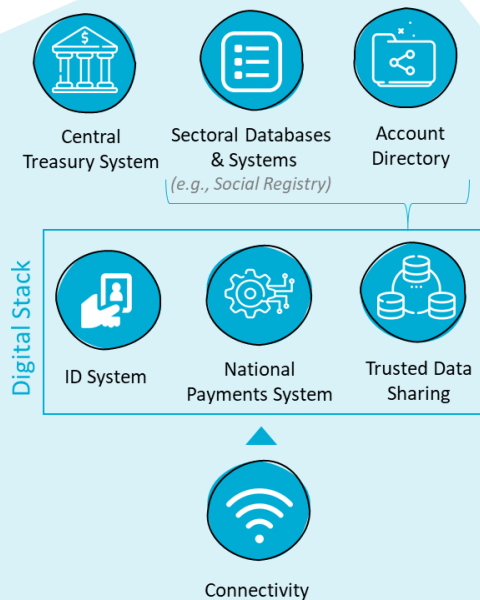 $
Central
Treasury System
Sectoral Databases
& Systems
(e.g., Social Registry)
Account
Directory
Digital Stack
ID System
National
Payments System
Trusted Data
Sharing
Connectivity